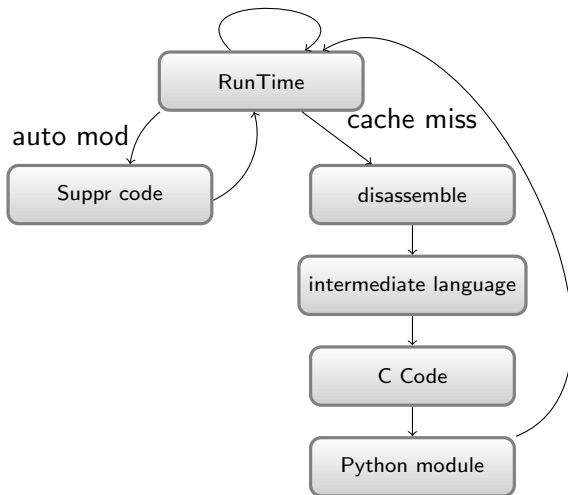 RunTime
auto mod
cache miss
Suppr code
disassemble
intermediate language
C Code
Python module